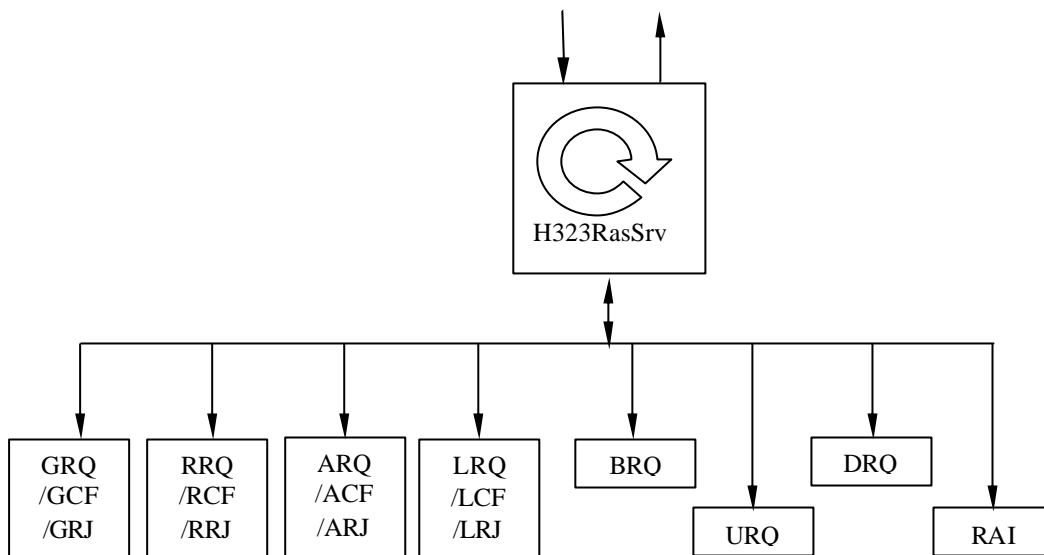 H323RasSrv
GRQ
/GCF
/GRJ
RRQ
/RCF
/RRJ
ARQ
/ACF
/ARJ
LRQ
/LCF
/LRJ
BRQ
URQ
DRQ
RAI